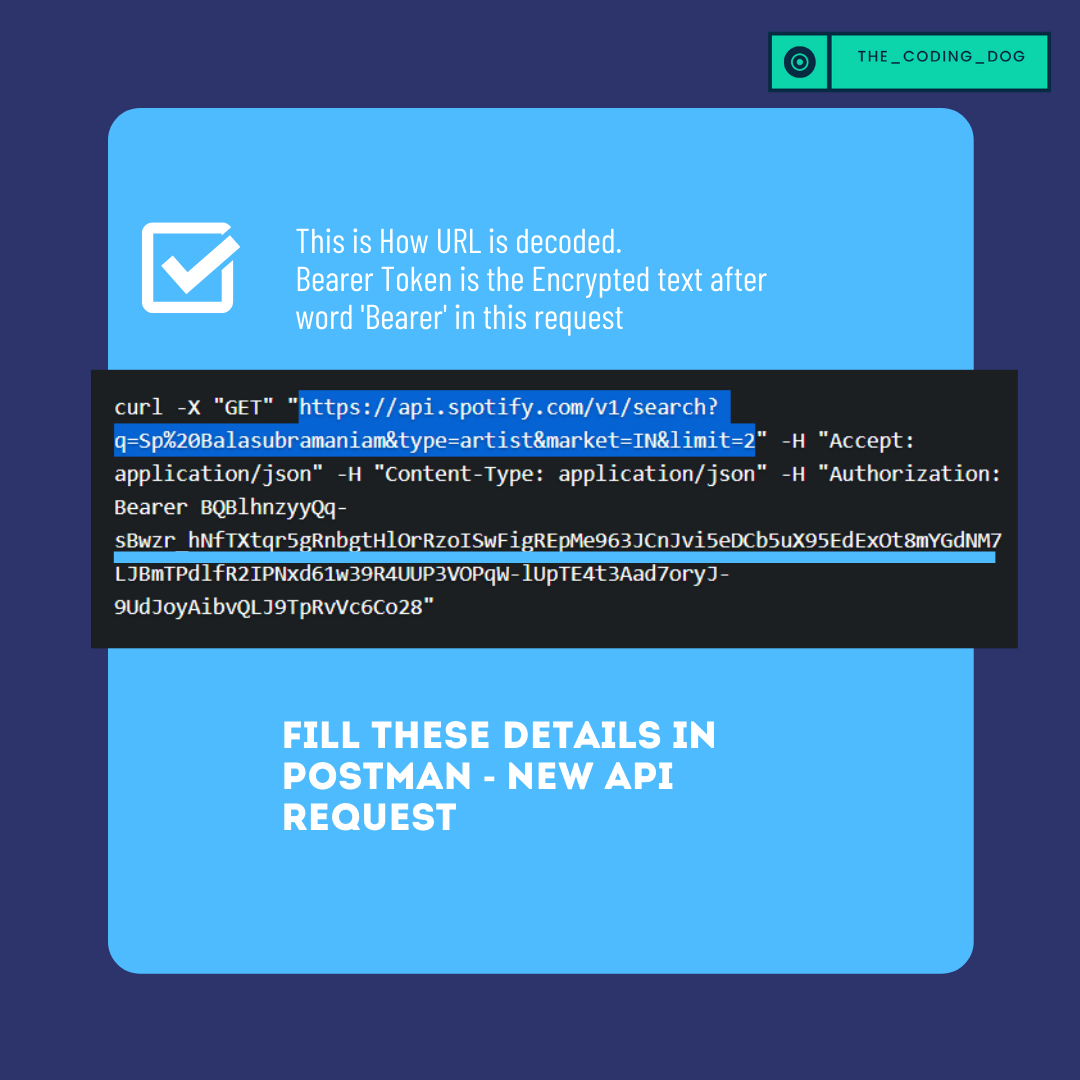 THE_CODING_DOG
This is How URL is decoded.
Bearer Token is the Encrypted text after
word 'Bearer' in this request
curl -X "GET" "https://api.spotify.com/v1/search?
q=Sp%20Balasubramaniam&type=artist&market=IN&limit=2" -H "Accept:
application/json" -H "Content-Type: application/json" -H "Authorization:
Bearer BQBlhnzyyQq-
sBwzr_hNfTXtqr5gRnbgtHlOrRzoISwFigREpMe963JCnJvi5eDCb5uX95EdExOt8mYGdNM7
LJBmTPdlfR2IPNxd61w39R4UUP3VOPqW-lUpTE4t3Aad7oryJ-
9UdJoyAibvQLJ9TpRvVc6Co28"
FILL THESE DETAILS IN
POSTMAN - NEW API
REQUEST